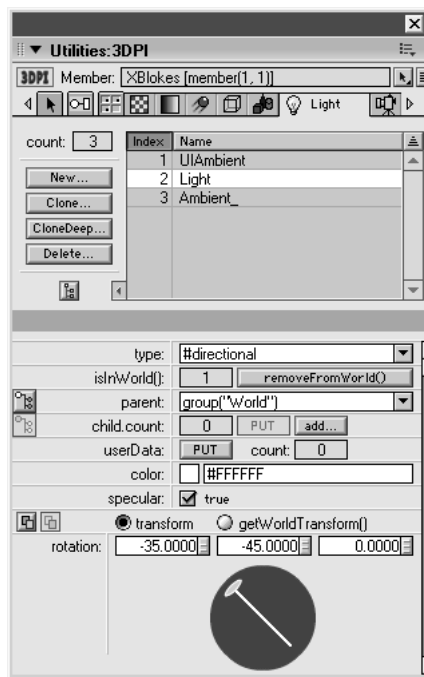 Utilities:3DPI
3DPI Member: XBlokes [member(1, 1)]
Light
count: 3 Index Name
1 UIAmbient
2 Light
3 Ambient_
New...
Clone...
CloneDeep...
Delete...
type: #directional
isInWorld(): 1 removeFromWorld()
parent: group("World")
child.count: 0 PUT add...
userData: PUT count: 0
color: #FFFFFF
specular: true
transform getWorldTransform()
rotation: -35.0000 -45.0000 0.0000